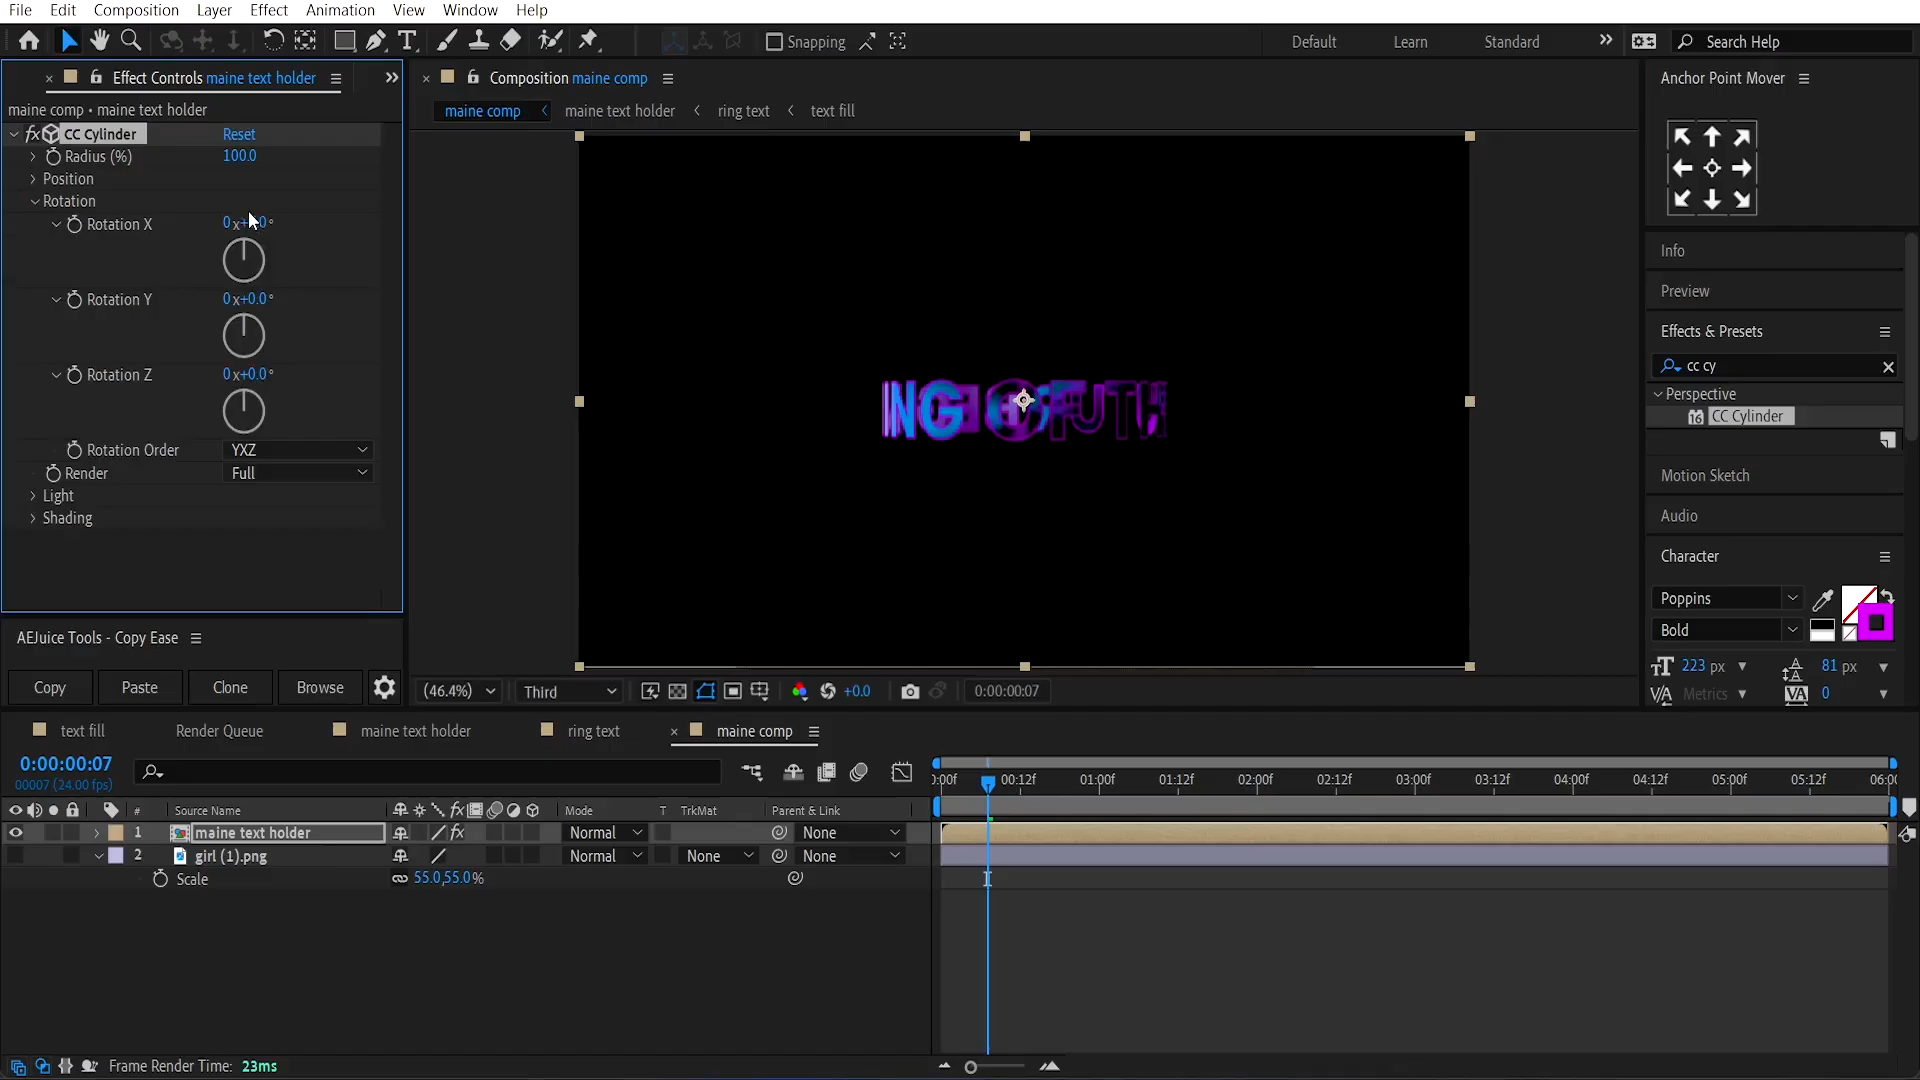 File Edit Composition Layer Effect Animation View Window Help
Snapping
Default Learn Standard
Search Help
Effect Controls maine text holder
maine comp • maine text holder
fx CC Cylinder Reset
Radius (%) 100.0
Position
Rotation
Rotation X 0 x
Rotation Y 0 x+0.0°
Rotation Z 0 x+0.0°
Rotation Order YXZ
Render Full
Light
Shading
AEJuice Tools - Copy Ease
Copy Paste Clone Browse
Composition maine comp
maine comp maine text holder ring text text fill
(46.4%) Third +0.0 0:00:00:07
Anchor Point Mover
Info
Preview
Effects & Presets
cc cy
Perspective
16 CC Cylinder
Motion Sketch
Audio
Character
Poppins
Bold
223 px 81 px
Metrics 0
text fill Render Queue maine text holder ring text maine comp
0:00:00:07
00007 (24.00 fps)
# Source Name fx Mode T TrkMat Parent & Link
1 maine text holder fx Normal None
2 girl (1).png Normal None None
Scale 55.0,55.0%
):00f 00:12f 01:00f 01:12f 02:00f 02:12f 03:00f 03:12f 04:00f 04:12f 05:00f 05:12f 06:00
Frame Render Time: 23ms